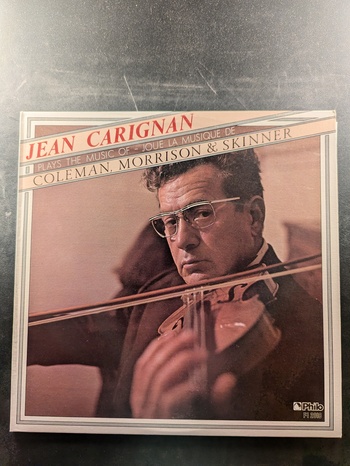 JEAN CARIGNAN
PLAYS THE MUSIC OF - JOUE LA MUSIQUE DE
COLEMAN, MORRISON & SKINNER
Philo